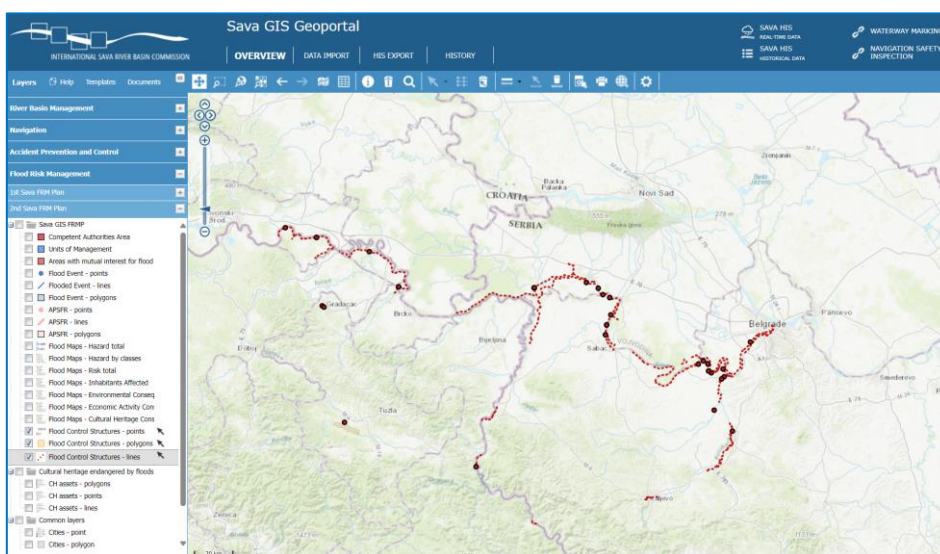 Sava GIS Geoportal
INTERNATIONAL SAVA RIVER BASIN COMMISSION
OVERVIEW
DATA IMPORT
HIS EXPORT
HISTORY
SAVA HIS
REAL-TIME DATA
SAVA HIS
HISTORICAL DATA
WATERWAY MARKING
NAVIGATION SAFETY
INSPECTION
Layers
Help
Templates
Documents
River Basin Management
Navigation
Accident Prevention and Control
Flood Risk Management
1st Sava FRM Plan
2nd Sava FRM Plan
Sava GIS FRMP
Competent Authorities Area
Units of Management
Areas with mutual interest for flood
Flood Event - points
Flooded Event - lines
Flood Event - polygons
APSFR - points
APSFR - lines
APSFR - polygons
Flood Maps - Hazard total
Flood Maps - Hazard by classes
Flood Maps - Risk total
Flood Maps - Inhabitants Affected
Flood Maps - Environmental Conseq
Flood Maps - Economic Activity Con
Flood Maps - Cultural Heritage Cons
Flood Control Structures - points
Flood Control Structures - polygons
Flood Control Structures - lines
Cultural heritage endangered by floods
CH assets - polygons
CH assets - points
CH assets - lines
Common layers
Cities - point
Cities - polygon
Zrenjanin
Backa
Palanka
Novi Sad
CROATIA
SERBIA
Brod
Gradačac
Brcko
Bijeljina
Sabac
VOJVODINA
Belgrade
Pancevo
Smederevo
Tuzla
Zenica